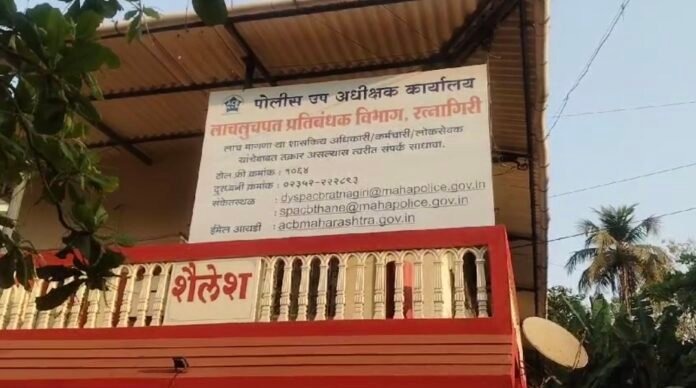 पोलीस उप अधीक्षक कार्यालय
लाचलुचपत प्रतिबंधक विभाग, रत्नागिरी
लाच मागणा या शासकिय अधिकारी/कर्मचारी/लोकसेवक
यांचेबाबत तक्रार असल्यास त्वरीत संपर्क साधावा.
टोल फ्री क्रमांक : १०६४
दुरध्वनी क्रमांक : ०२३५२-२२२८९३
संकेतस्थळ : dyspacbratnagiri@mahapolice.gov.in
: spacbthane@mahapolice.gov.in
ईमेल आयडी : acbmaharashtra.gov.in
शैलेश